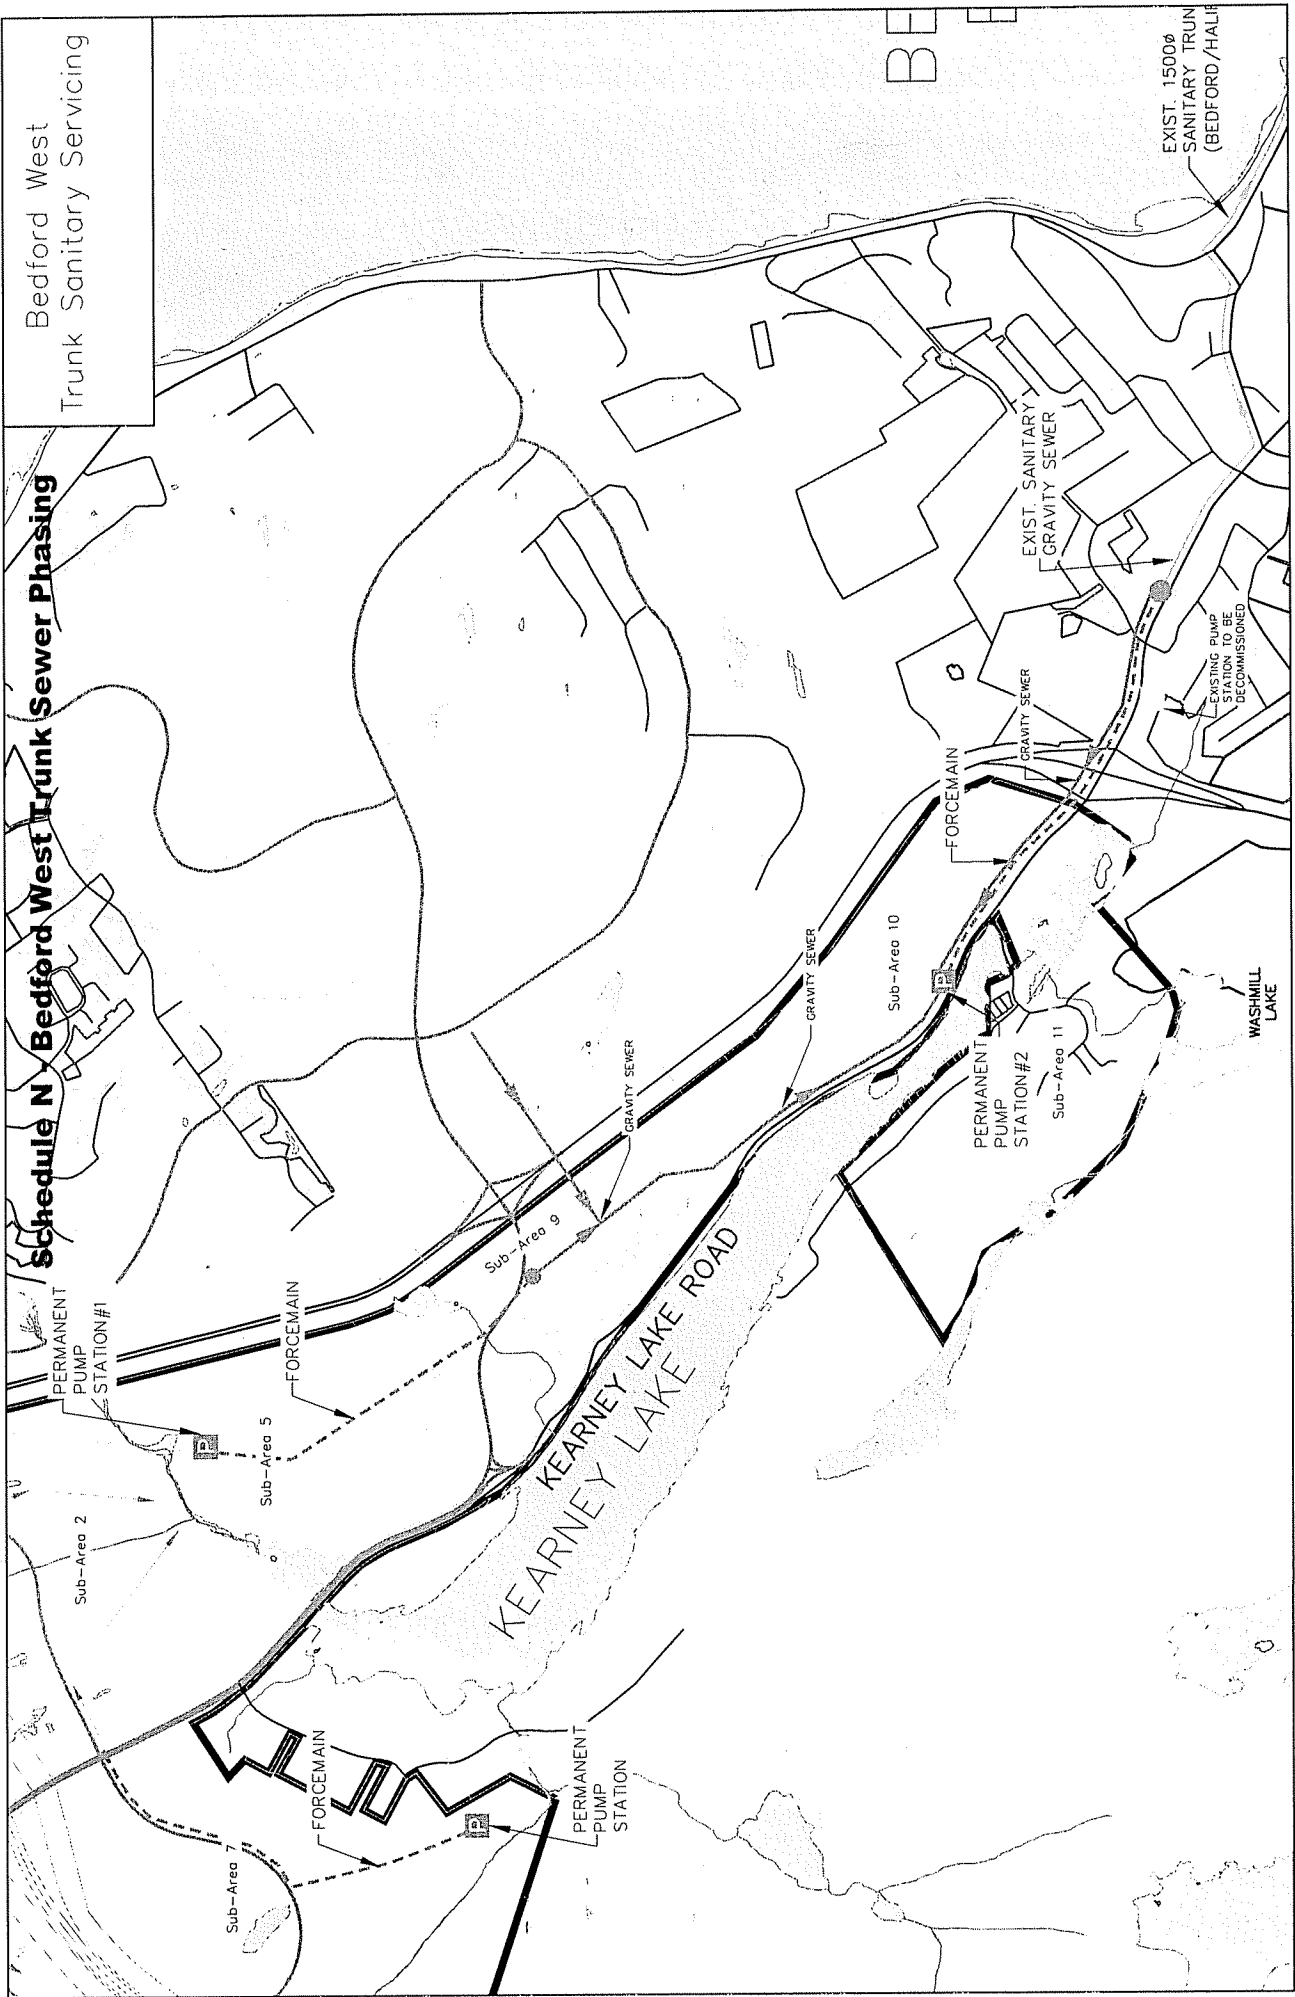 Bedford West
Trunk Sanitary Servicing
Schedule N - Bedford West Trunk Sewer Phasing
EXIST. 1500ø
SANITARY TRUN
(BEDFORD/HALIF
BE
PERMANENT
PUMP
STATION#1
FORCEMAIN
Sub-Area 2
Sub-Area 5
Sub-Area 9
GRAVITY SEWER
GRAVITY SEWER
Sub-Area 10
FORCEMAIN
GRAVITY SEWER
EXIST. SANITARY
GRAVITY SEWER
EXISTING PUMP
STATION TO BE
DECOMMISSIONED
P
P
P
PERMANENT
PUMP
STATION#2
Sub-Area 11
WASHMILL
LAKE
KEARNEY LAKE ROAD
KEARNEY LAKE
Sub-Area 7
FORCEMAIN
PERMANENT
PUMP
STATION